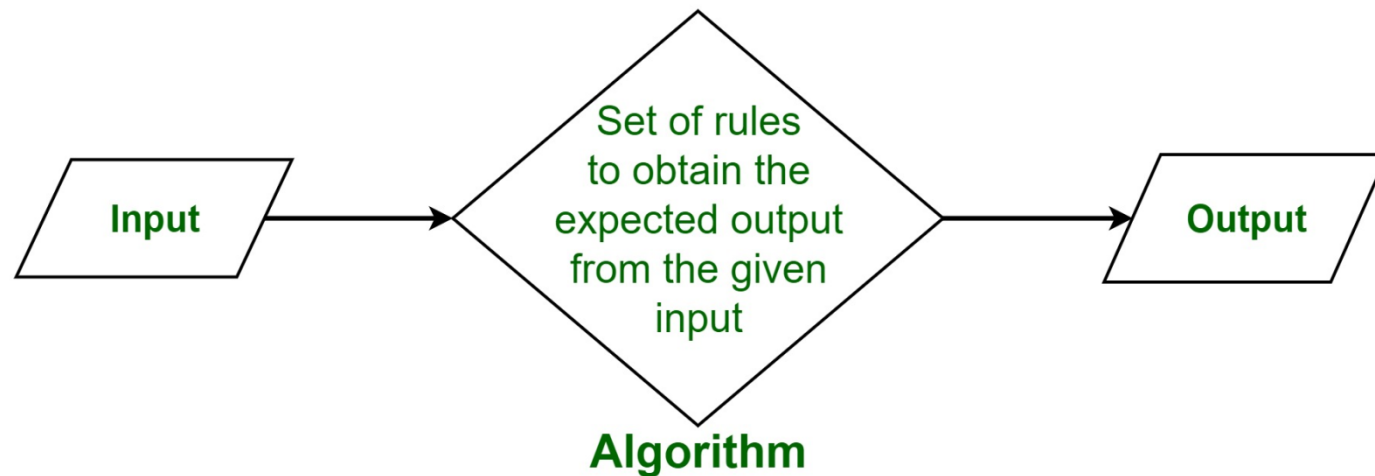 Input
Set of rules
to obtain the
expected output
from the given
input
Output
Algorithm